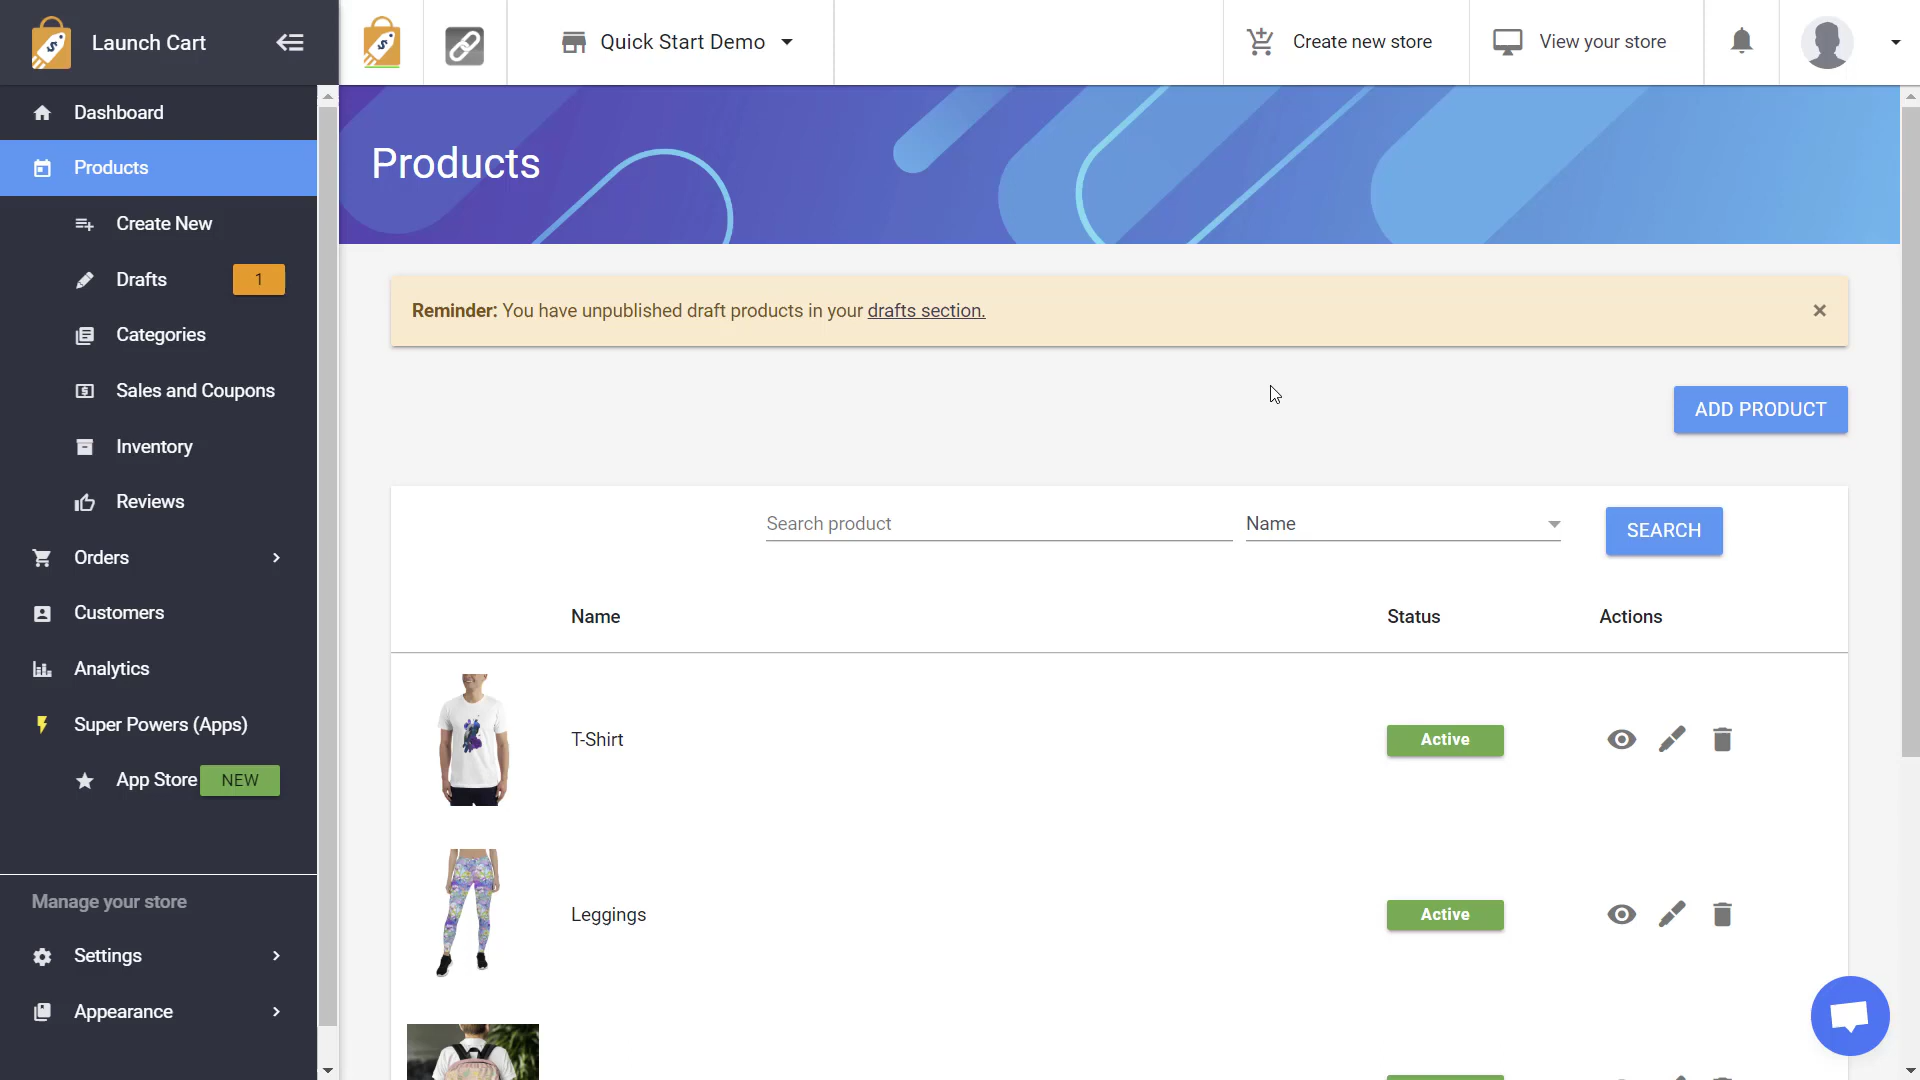 Launch Cart
Quick Start Demo
Create new store
View your store
Dashboard
Products
Create New
Drafts 1
Categories
Sales and Coupons
Inventory
Reviews
Orders
Customers
Analytics
Super Powers (Apps)
App Store NEW
Manage your store
Settings
Appearance
Products
Reminder: You have unpublished draft products in your drafts section.
ADD PRODUCT
Search product Name SEARCH
Name Status Actions
T-Shirt Active
Leggings Active